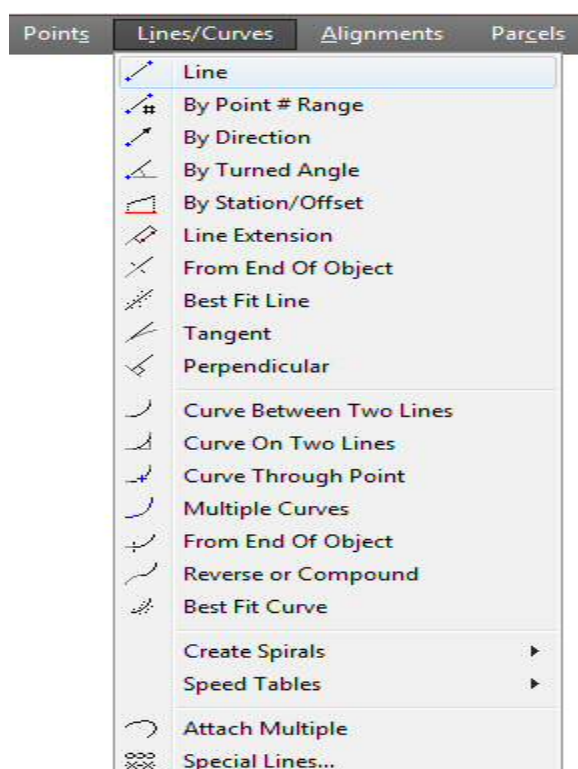 Points Lines/Curves Alignments Parcels
Line
By Point # Range
By Direction
By Turned Angle
By Station/Offset
Line Extension
From End Of Object
Best Fit Line
Tangent
Perpendicular
Curve Between Two Lines
Curve On Two Lines
Curve Through Point
Multiple Curves
From End Of Object
Reverse or Compound
Best Fit Curve
Create Spirals
Speed Tables
Attach Multiple
Special Lines...